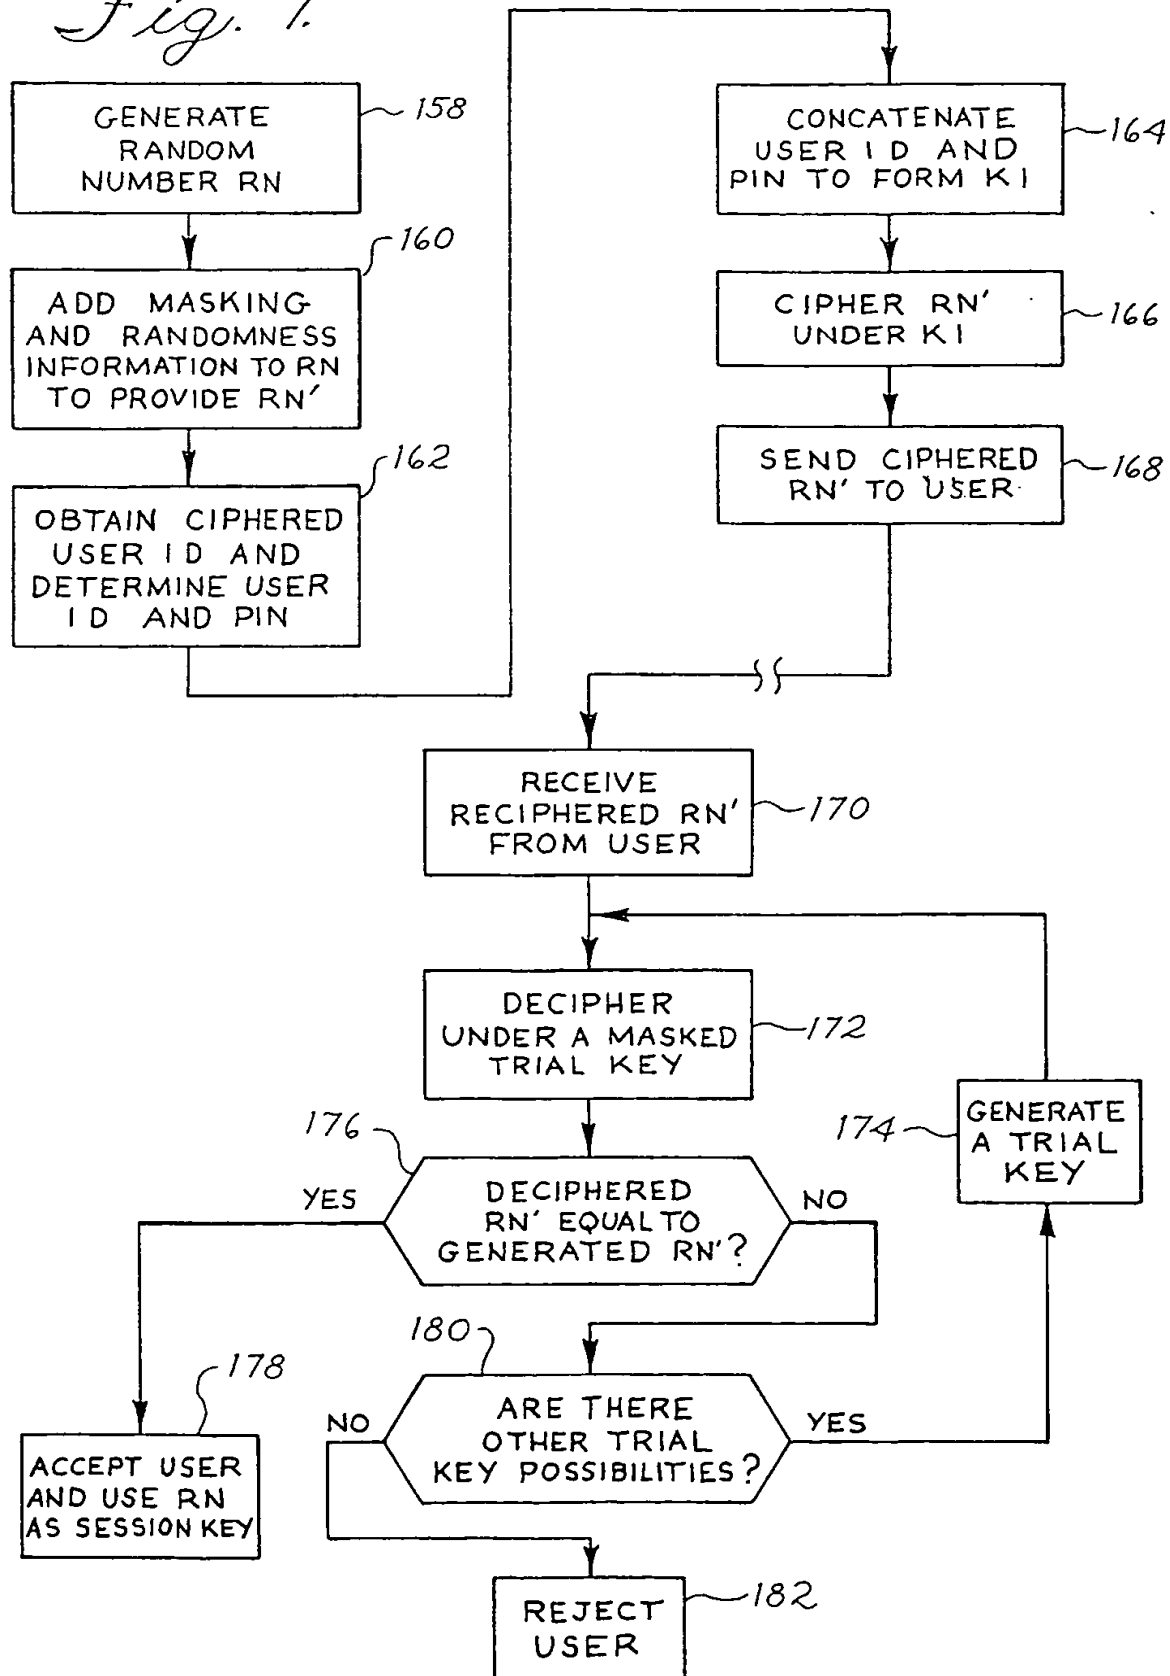 Fig. 7.
GENERATE
RANDOM
NUMBER RN
158
ADD MASKING
AND RANDOMNESS
INFORMATION TO RN
TO PROVIDE RN'
160
OBTAIN CIPHERED
USER ID AND
DETERMINE USER
ID AND PIN
162
CONCATENATE
USER ID AND
PIN TO FORM K1
164
CIPHER RN'
UNDER K1
166
SEND CIPHERED
RN' TO USER
168
RECEIVE
RECIPHERED RN'
FROM USER
170
DECIPHER
UNDER A MASKED
TRIAL KEY
172
GENERATE
A TRIAL
KEY
174
176
DECIPHERED
RN' EQUAL TO
GENERATED RN'?
YES
NO
ACCEPT USER
AND USE RN
AS SESSION KEY
178
180
ARE THERE
OTHER TRIAL
KEY POSSIBILITIES?
NO
YES
REJECT
USER
182